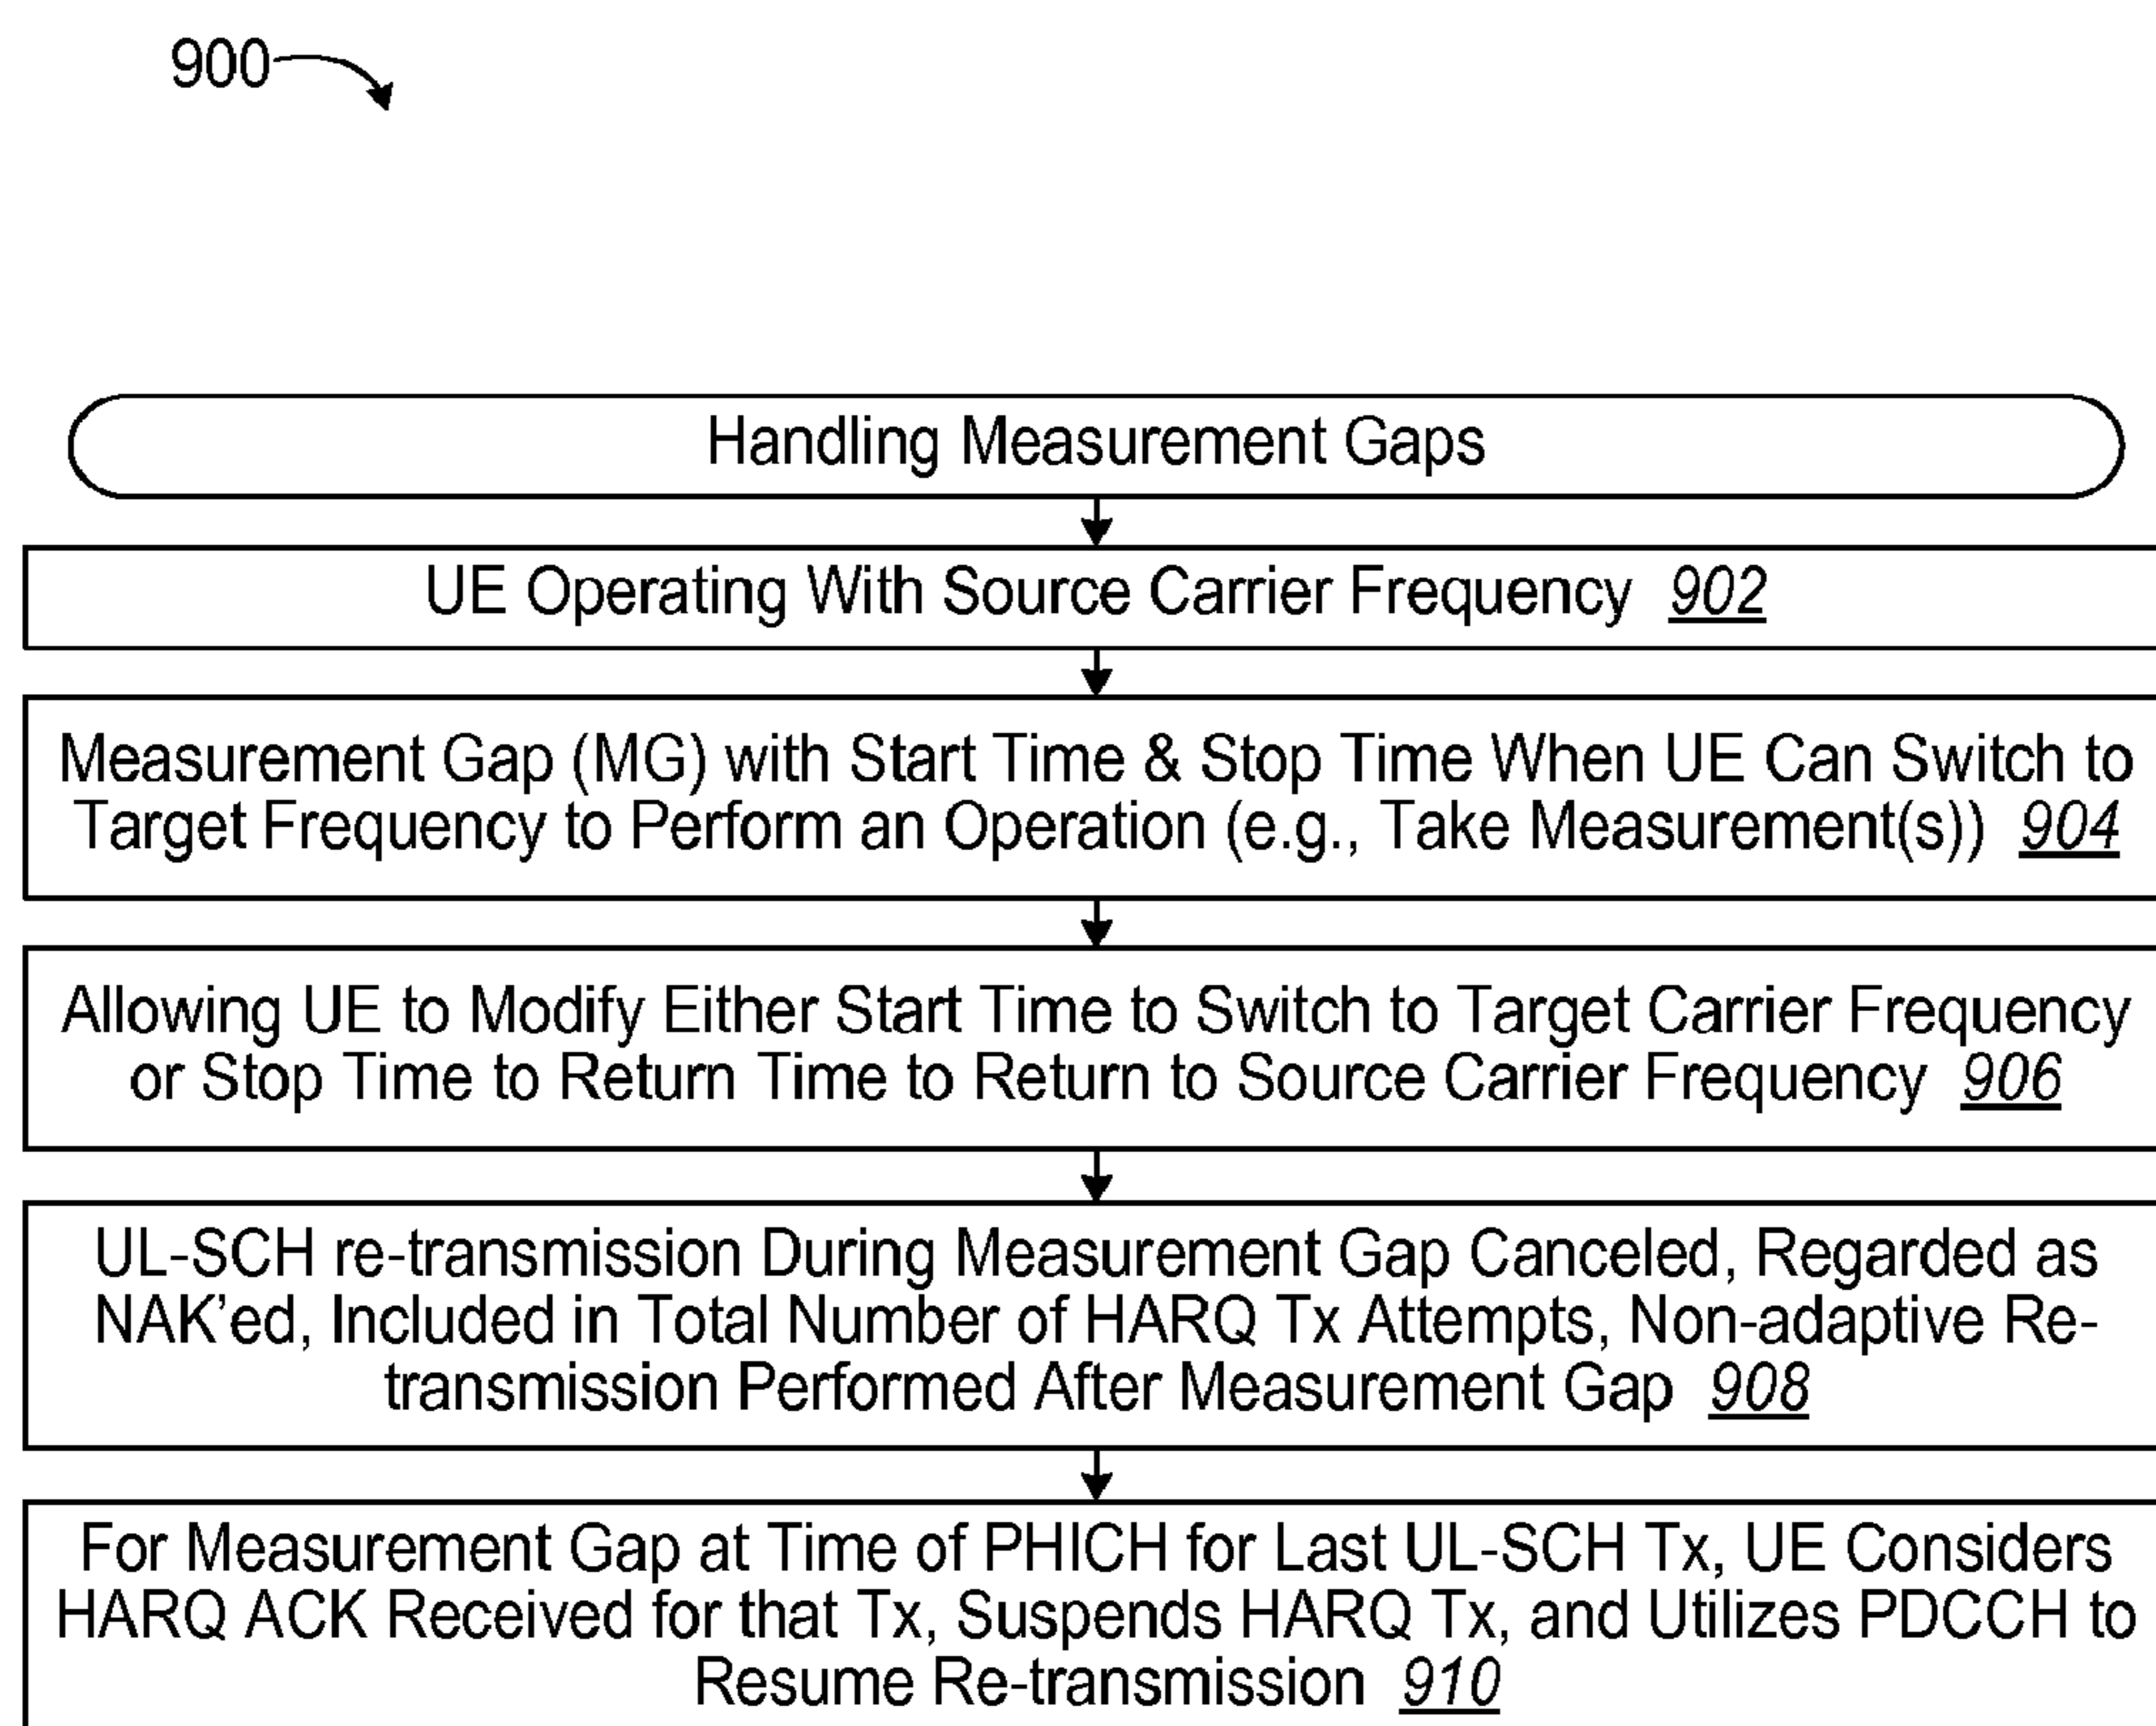 900
Handling Measurement Gaps
UE Operating With Source Carrier Frequency 902
Measurement Gap (MG) with Start Time & Stop Time When UE Can Switch to
Target Frequency to Perform an Operation (e.g., Take Measurement(s)) 904
Allowing UE to Modify Either Start Time to Switch to Target Carrier Frequency
or Stop Time to Return Time to Return to Source Carrier Frequency 906
UL-SCH re-transmission During Measurement Gap Canceled, Regarded as
NAK’ed, Included in Total Number of HARQ Tx Attempts, Non-adaptive Re-
transmission Performed After Measurement Gap 908
For Measurement Gap at Time of PHICH for Last UL-SCH Tx, UE Considers
HARQ ACK Received for that Tx, Suspends HARQ Tx, and Utilizes PDCCH to
Resume Re-transmission 910